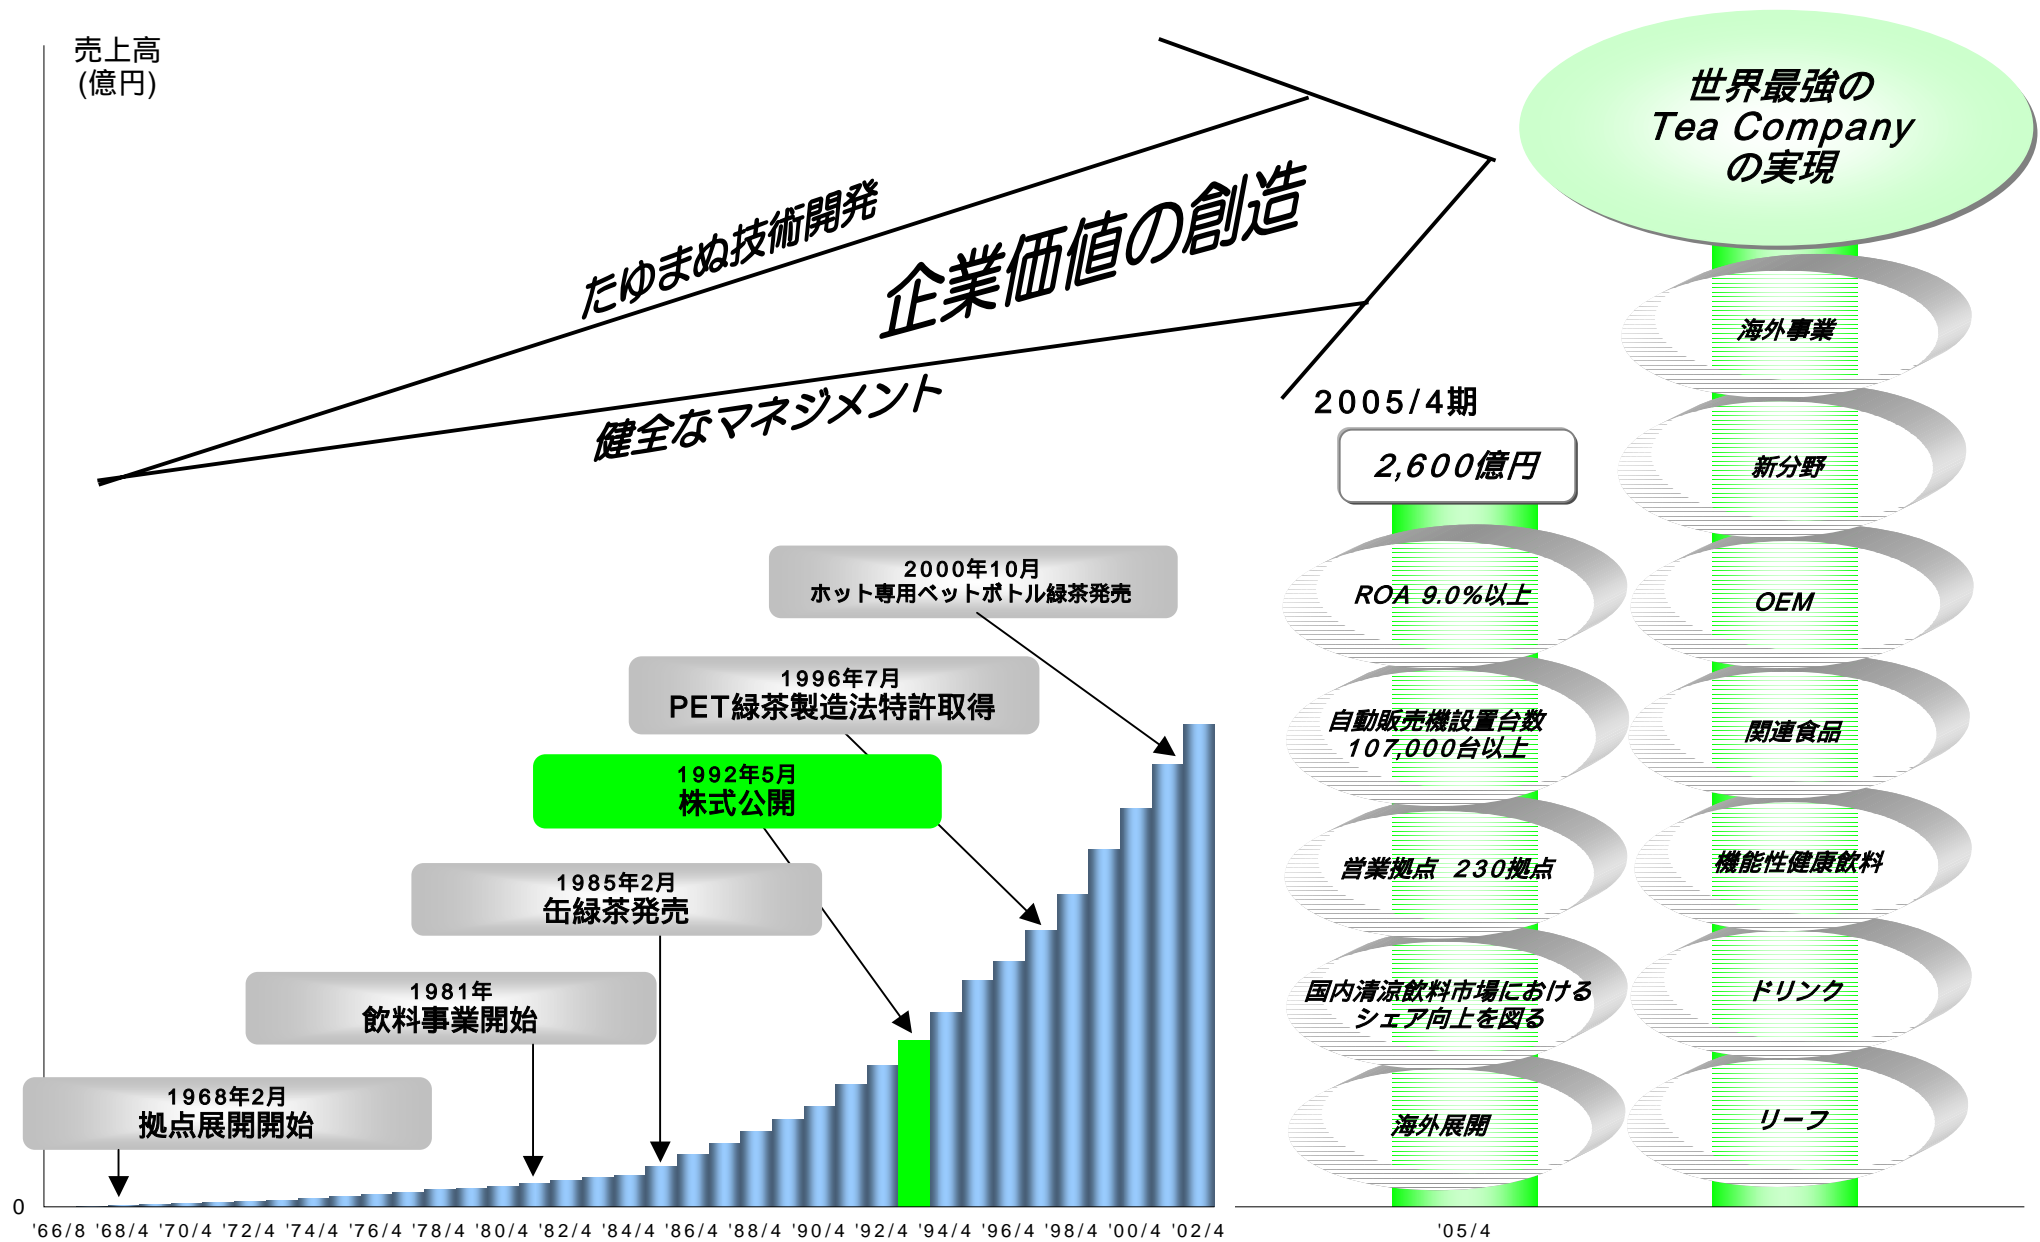 売上高
(億円)
世界最強の
Tea Company
の実現
たゆまぬ技術開発
企業価値の創造
健全なマネジメント
2005/4期
2,600億円
ROA 9.0%以上
自動販売機設置台数
107,000台以上
営業拠点 230拠点
国内清涼飲料市場における
シェア向上を図る
海外展開
海外事業
新分野
OEM
関連食品
機能性健康飲料
ドリンク
リーフ
2000年10月
ホット専用ペットボトル緑茶発売
1996年7月
PET緑茶製造法特許取得
1992年5月
株式公開
1985年2月
缶緑茶発売
1981年
飲料事業開始
1968年2月
拠点展開開始
0
'66/8 '68/4 '70/4 '72/4 '74/4 '76/4 '78/4 '80/4 '82/4 '84/4 '86/4 '88/4 '90/4 '92/4 '94/4 '96/4 '98/4 '00/4 '02/4 '05/4